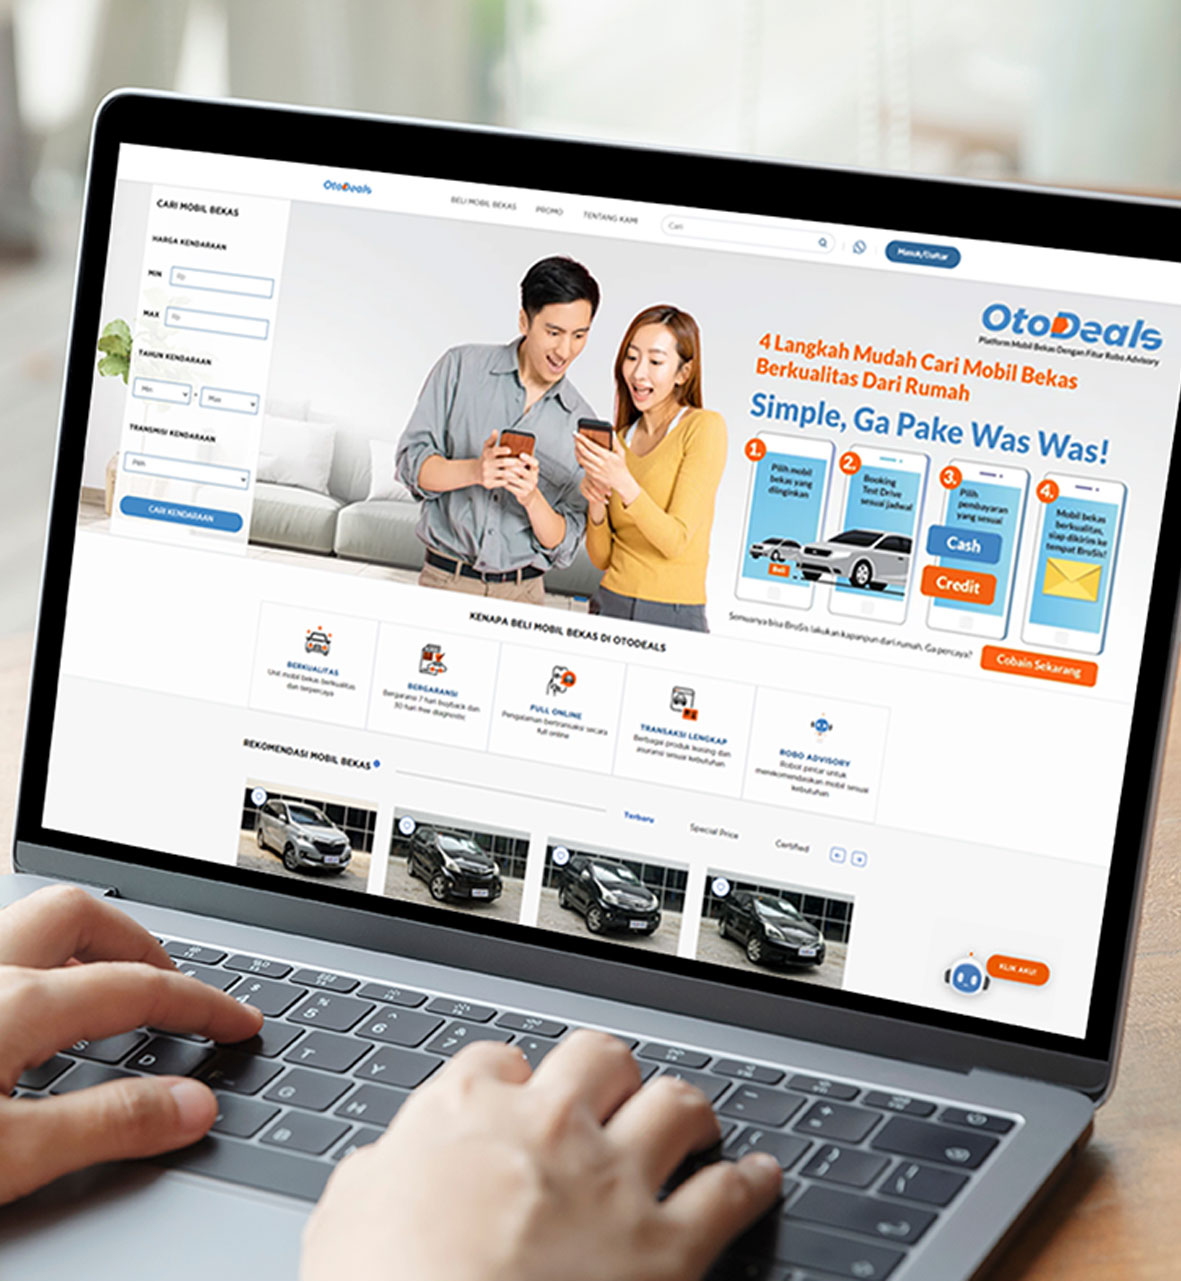 OtoDeals
BELI MOBIL BEKAS
PROMO
TENTANG KAMI
Cari
Masuk/Daftar
CARI MOBIL BEKAS
HARGA KENDARAAN
MIN
Rp
MAX
Rp
TAHUN KENDARAAN
Min
-
Max
TRANSMISI KENDARAAN
Pilih
CARI KENDARAAN
OtoDeals
Platform Mobil Bekas Dengan Fitur Robo Advisory
4 Langkah Mudah Cari Mobil Bekas
Berkualitas Dari Rumah
Simple, Ga Pake Was Was!
1.
Pilih mobil
bekas yang
diinginkan
Beli
2.
Booking
Test Drive
sesuai jadwal
3.
Pilih
pembayaran
yang sesuai
Cash
Credit
4.
Mobil bekas
berkualitas,
siap dikirim ke
tempat BroSis!
Semuanya bisa BroSis lakukan kapanpun dari rumah, Ga percaya?
Cobain Sekarang
KENAPA BELI MOBIL BEKAS DI OTODEALS
BERKUALITAS
Unit mobil bekas berkualitas
dan terpercaya
BERGARANSI
Bergaransi 7 hari buyback dan
30 hari free diagnostic
FULL ONLINE
Pengalaman bertransaksi secara
full online
TRANSAKSI LENGKAP
Berbagai produk leasing dan
asuransi sesuai kebutuhan
ROBO ADVISORY
Robot pintar untuk
merekomendasikan mobil sesuai
kebutuhan
REKOMENDASI MOBIL BEKAS
Terbaru
Special Price
Certified
KLIK AKU!
4
5
6
7
S
D
F
T
Y
G
H
B